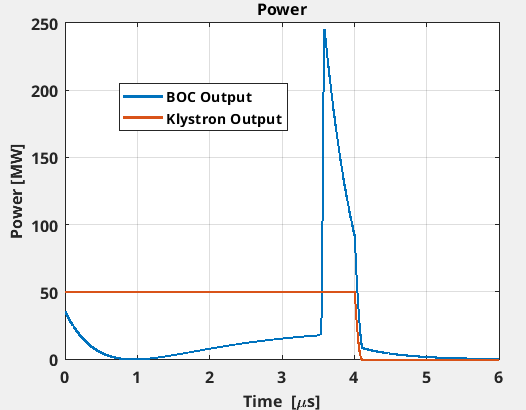 Power
250
200
150
100
50
0
Power [MW]
BOC Output
Klystron Output
0 1 2 3 4 5 6
Time [μs]